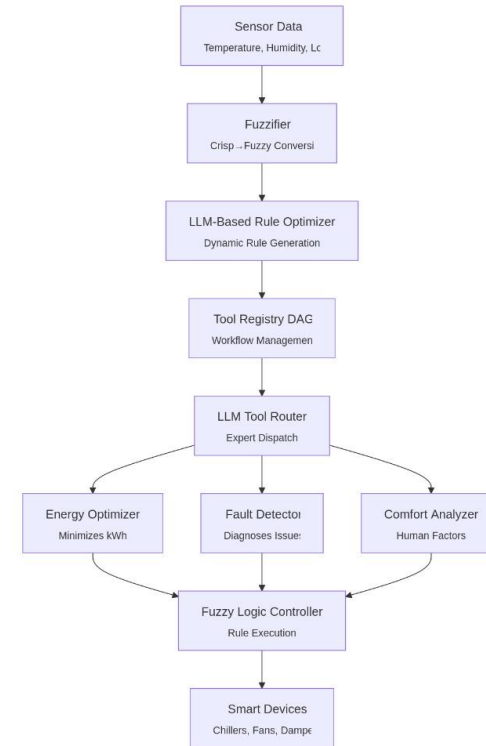 Sensor Data
Temperature, Humidity, Lc
Fuzzifier
Crisp→Fuzzy Conversi
LLM-Based Rule Optimizer
Dynamic Rule Generation
Tool Registry DAG
Workflow Managemen
LLM Tool Router
Expert Dispatch
Energy Optimizer
Minimizes kWh
Fault Detector
Diagnoses Issues
Comfort Analyzer
Human Factors
Fuzzy Logic Controller
Rule Execution
Smart Devices
Chillers, Fans, Dampe